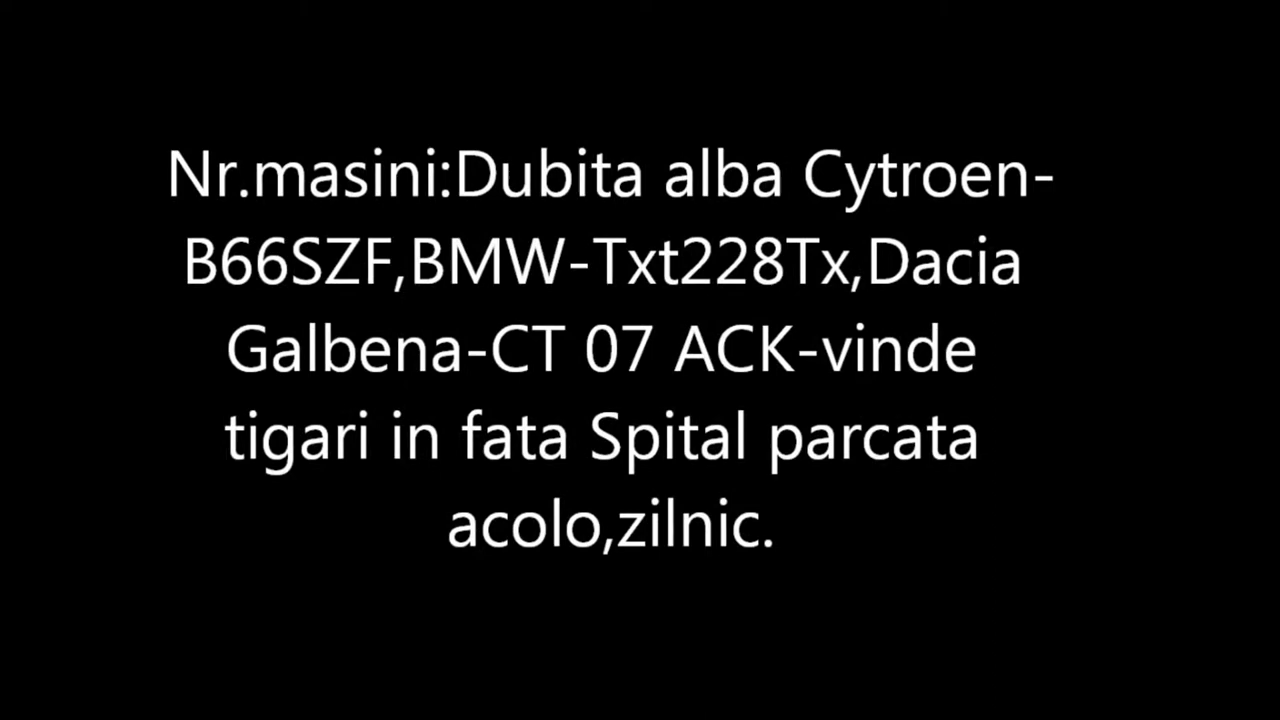 Nr.masini:Dubita alba Cytroen-
B66SZF,BMW-Txt228Tx,Dacia
Galbena-CT 07 ACK-vinde
tigari in fata Spital parcata
acolo,zilnic.